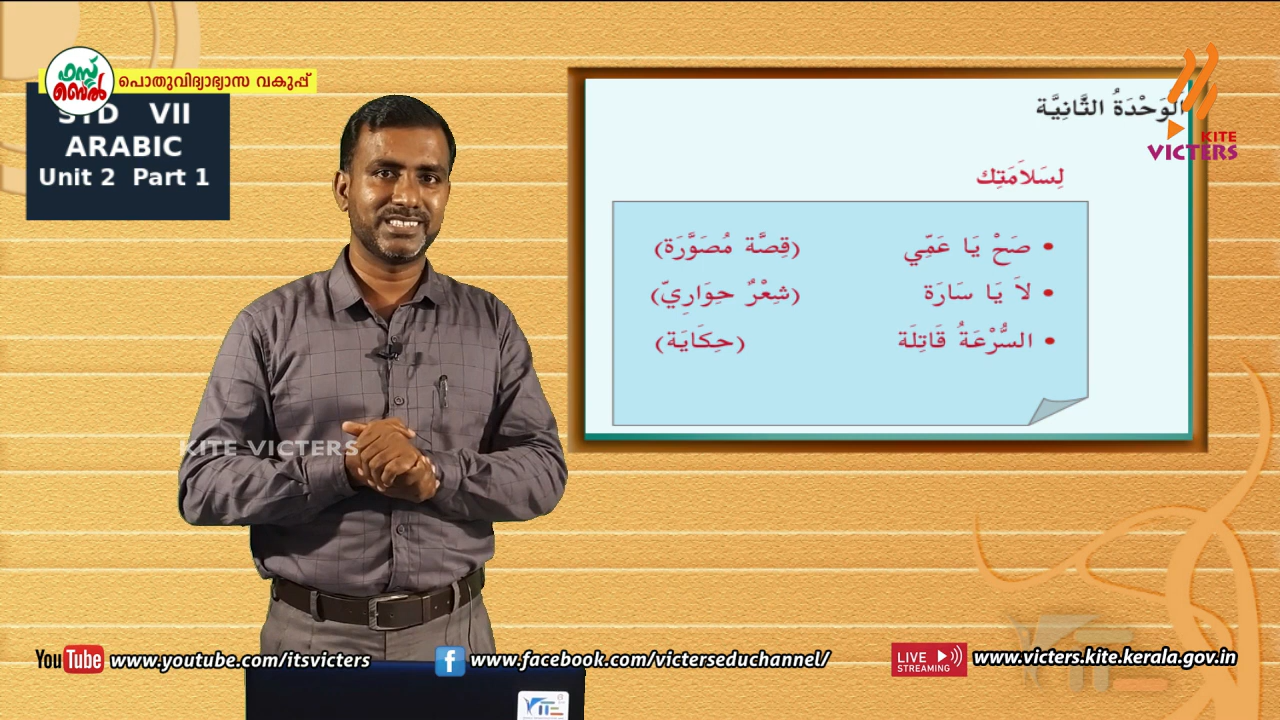 ഫസ്റ്റ്
ബെൽ
പൊതുവിദ്യാഭ്യാസ വകുപ്പ്
STD VII
ARABIC
Unit 2 Part 1
الوَحْدَةُ الثَّانِيَّة
KITE
VICTERS
لِسَلاَمَتِك
• صَحْ يَا عَمِّي (قِصَّة مُصَوَّرَة)
• لاَ يَا سَارَة (شِعْرٌ حِوَارِيّ)
• السُّرْعَةُ قَاتِلَة (حِكَايَة)
KITE VICTERS
YouTube www.youtube.com/itsvicters
f www.facebook.com/victerseduchannel/
LIVE STREAMING www.victers.kite.kerala.gov.in
KITE